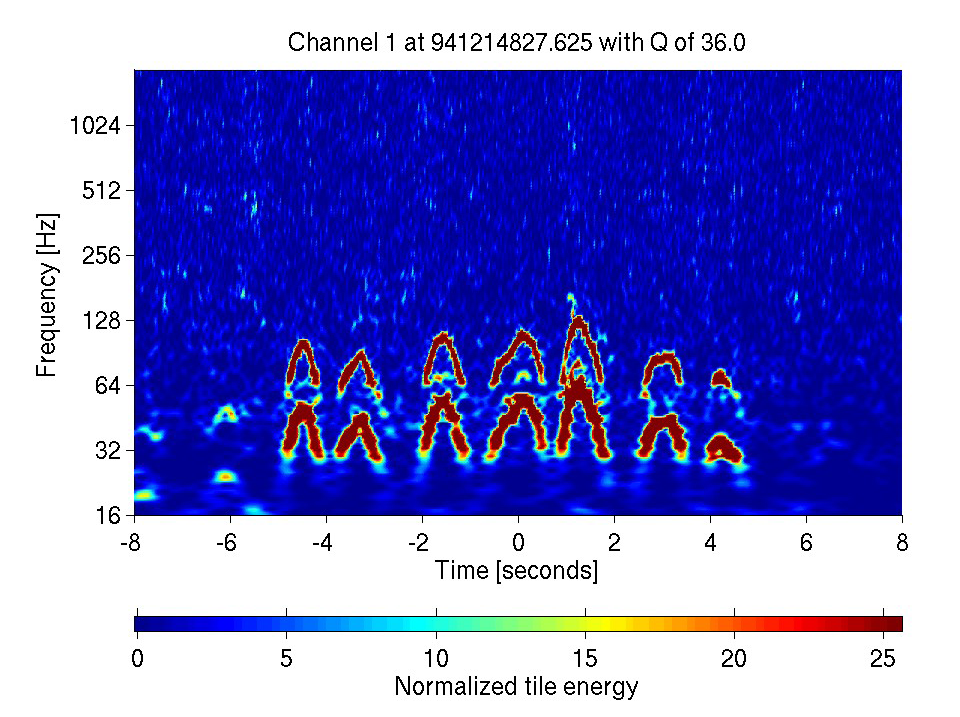 Channel 1 at 941214827.625 with Q of 36.0
Frequency [Hz]
1024
512
256
128
64
32
16
-8 -6 -4 -2 0 2 4 6 8
Time [seconds]
0 5 10 15 20 25
Normalized tile energy